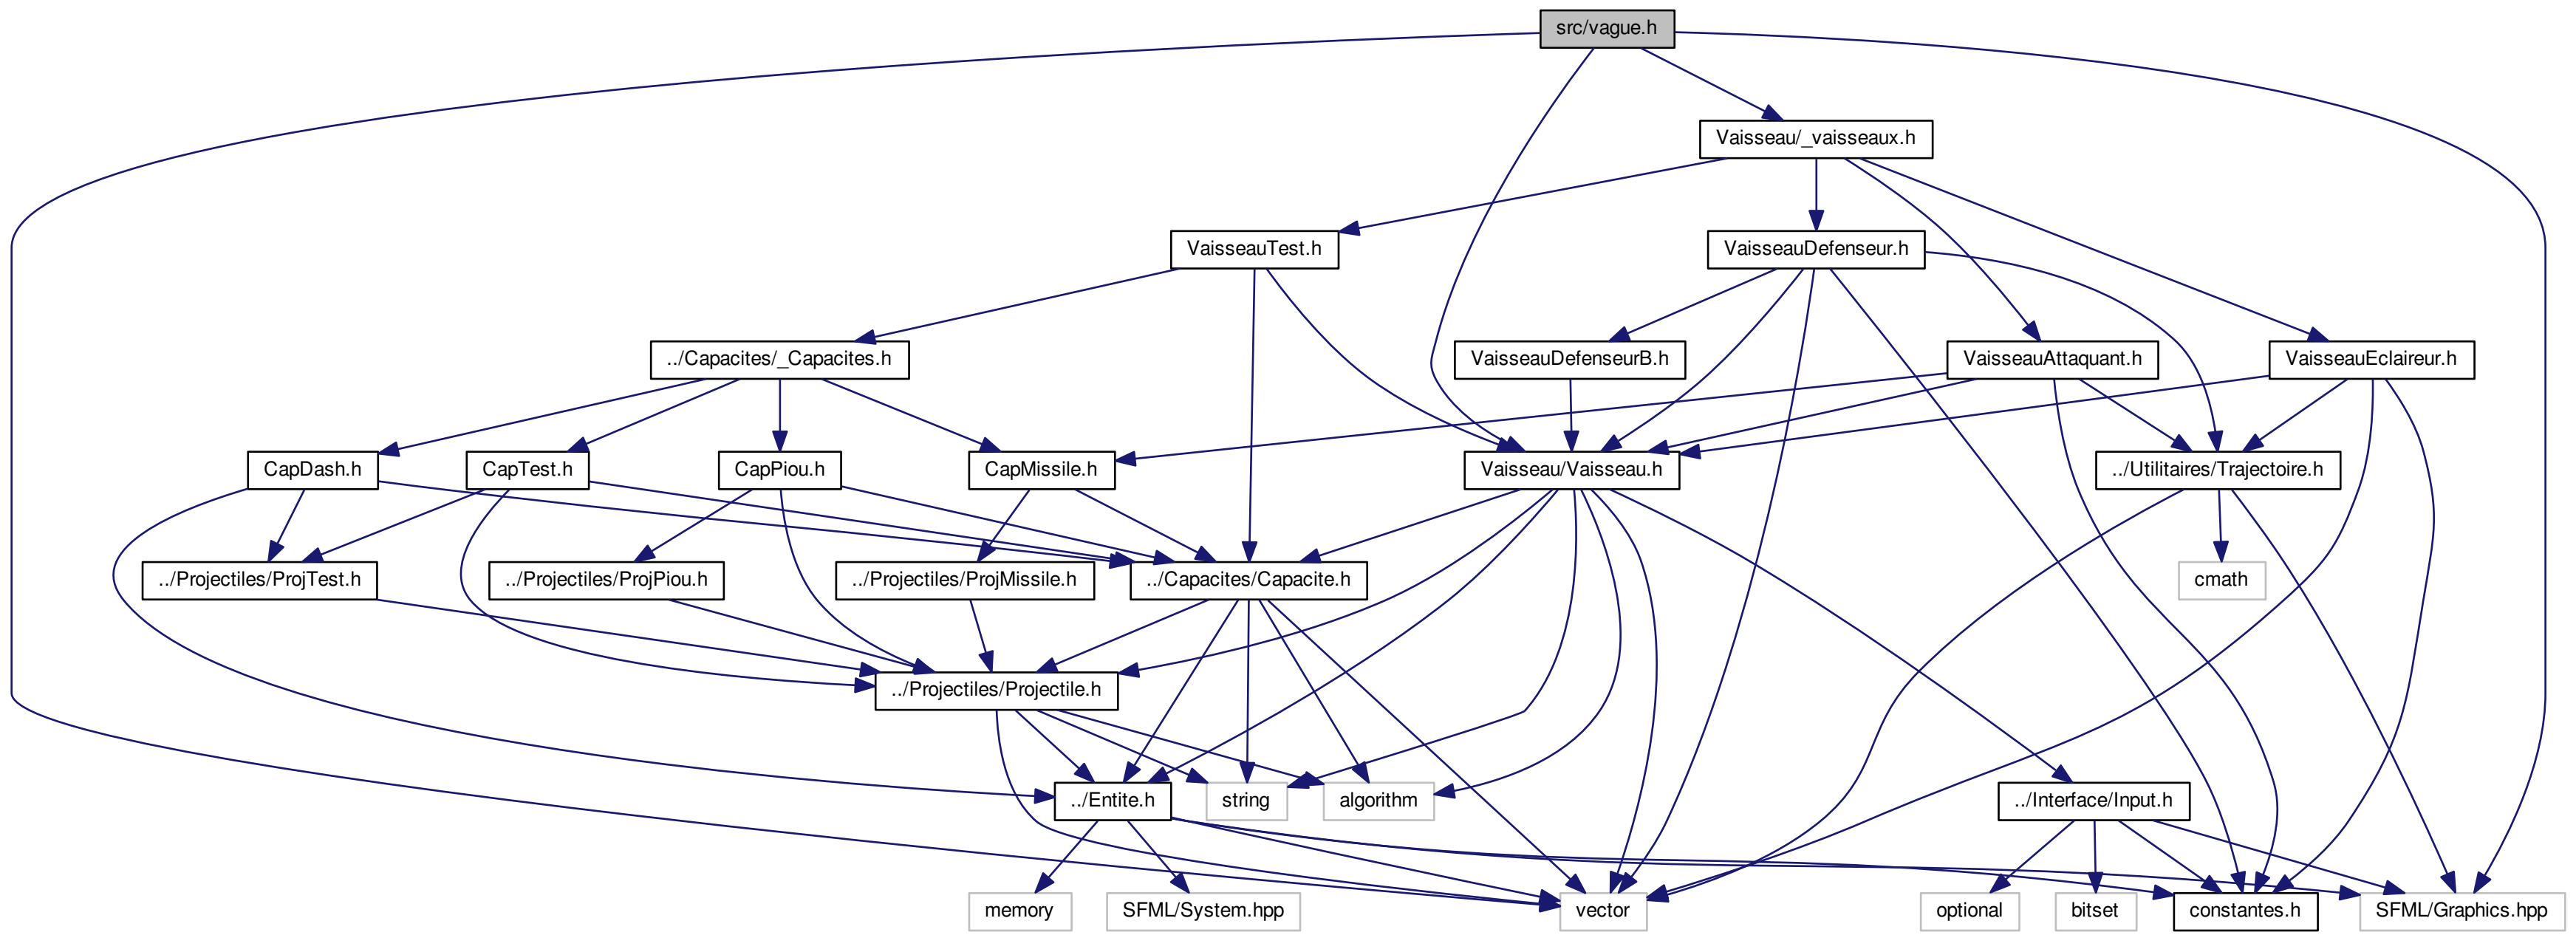 src/vague.h
Vaisseau/_vaisseaux.h
VaisseauTest.h
VaisseauDefenseur.h
../Capacites/_Capacites.h
VaisseauDefenseurB.h
VaisseauAttaquant.h
VaisseauEclaireur.h
CapDash.h
CapTest.h
CapPiou.h
CapMissile.h
Vaisseau/Vaisseau.h
../Utilitaires/Trajectoire.h
../Projectiles/ProjTest.h
../Projectiles/ProjPiou.h
../Projectiles/ProjMissile.h
../Capacites/Capacite.h
cmath
../Projectiles/Projectile.h
../Entite.h
string
algorithm
../Interface/Input.h
memory
SFML/System.hpp
vector
optional
bitset
constantes.h
SFML/Graphics.hpp